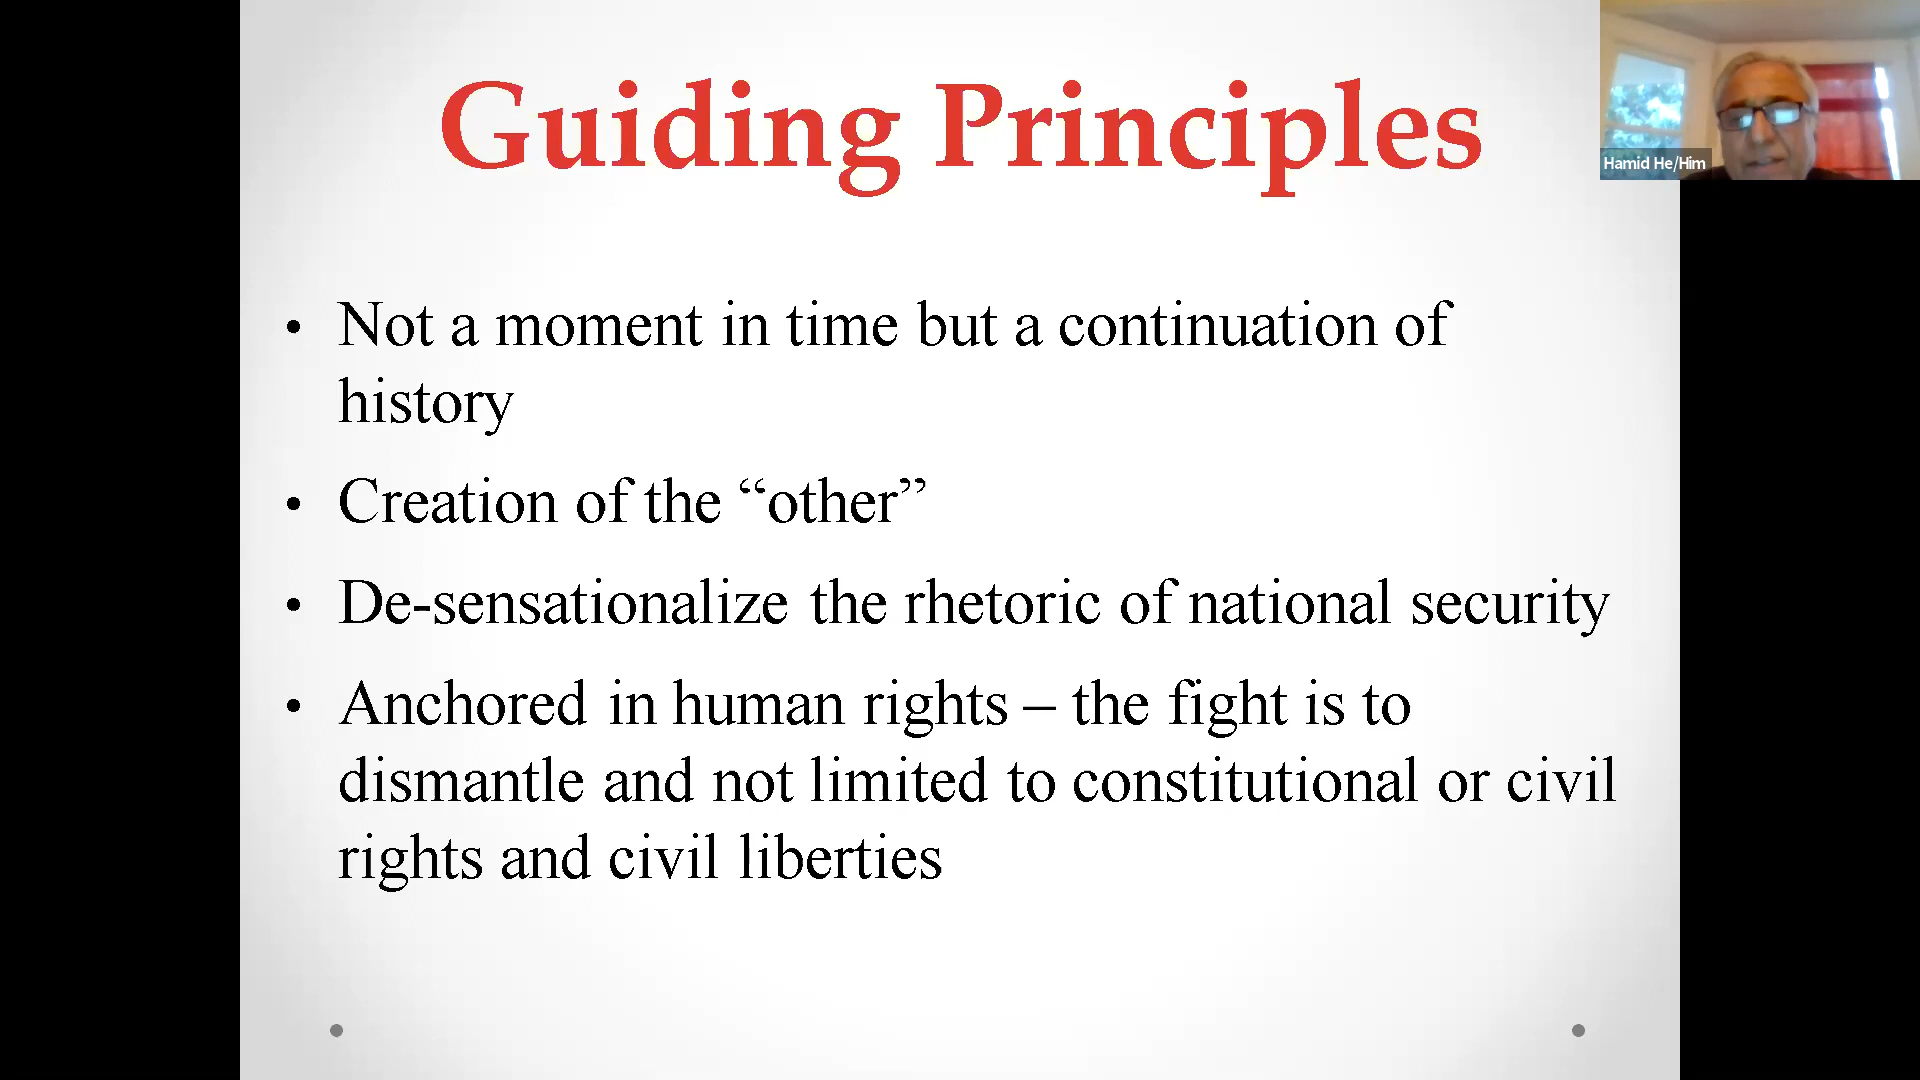 Guiding Principles
Hamid He/Him
• Not a moment in time but a continuation of
history
• Creation of the “other”
• De-sensationalize the rhetoric of national security
• Anchored in human rights – the fight is to
dismantle and not limited to constitutional or civil
rights and civil liberties